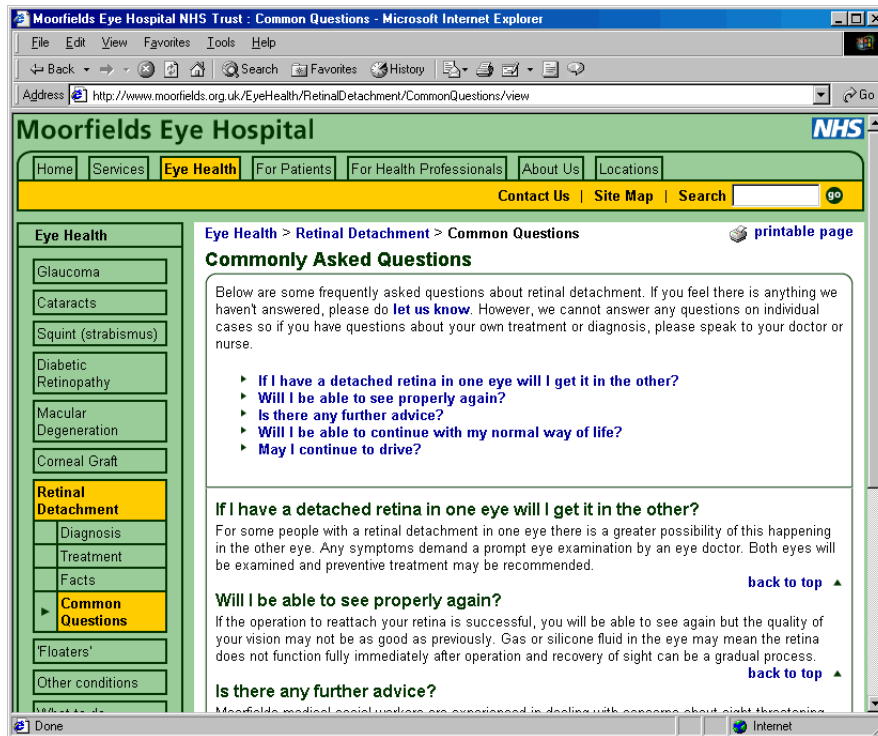 Moorfields Eye Hospital NHS Trust : Common Questions - Microsoft Internet Explorer
File Edit View Favorites Tools Help
Back Search Favorites History
Address http://www.moorfields.org.uk/EyeHealth/RetinalDetachment/CommonQuestions/view Go
Moorfields Eye Hospital NHS
Home Services Eye Health For Patients For Health Professionals About Us Locations
Contact Us | Site Map | Search go
Eye Health
Glaucoma
Cataracts
Squint (strabismus)
Diabetic
Retinopathy
Macular
Degeneration
Corneal Graft
Retinal
Detachment
Diagnosis
Treatment
Facts
Common
Questions
'Floaters'
Other conditions
What to do
Eye Health > Retinal Detachment > Common Questions printable page
Commonly Asked Questions
Below are some frequently asked questions about retinal detachment. If you feel there is anything we
haven't answered, please do let us know. However, we cannot answer any questions on individual
cases so if you have questions about your own treatment or diagnosis, please speak to your doctor or
nurse.
If I have a detached retina in one eye will I get it in the other?
Will I be able to see properly again?
Is there any further advice?
Will I be able to continue with my normal way of life?
May I continue to drive?
If I have a detached retina in one eye will I get it in the other?
For some people with a retinal detachment in one eye there is a greater possibility of this happening
in the other eye. Any symptoms demand a prompt eye examination by an eye doctor. Both eyes will
be examined and preventive treatment may be recommended.
back to top
Will I be able to see properly again?
If the operation to reattach your retina is successful, you will be able to see again but the quality of
your vision may not be as good as previously. Gas or silicone fluid in the eye may mean the retina
does not function fully immediately after operation and recovery of sight can be a gradual process.
back to top
Is there any further advice?
Moorfields medical social workers are experienced in dealing with concerns about sight threatening
Done Internet